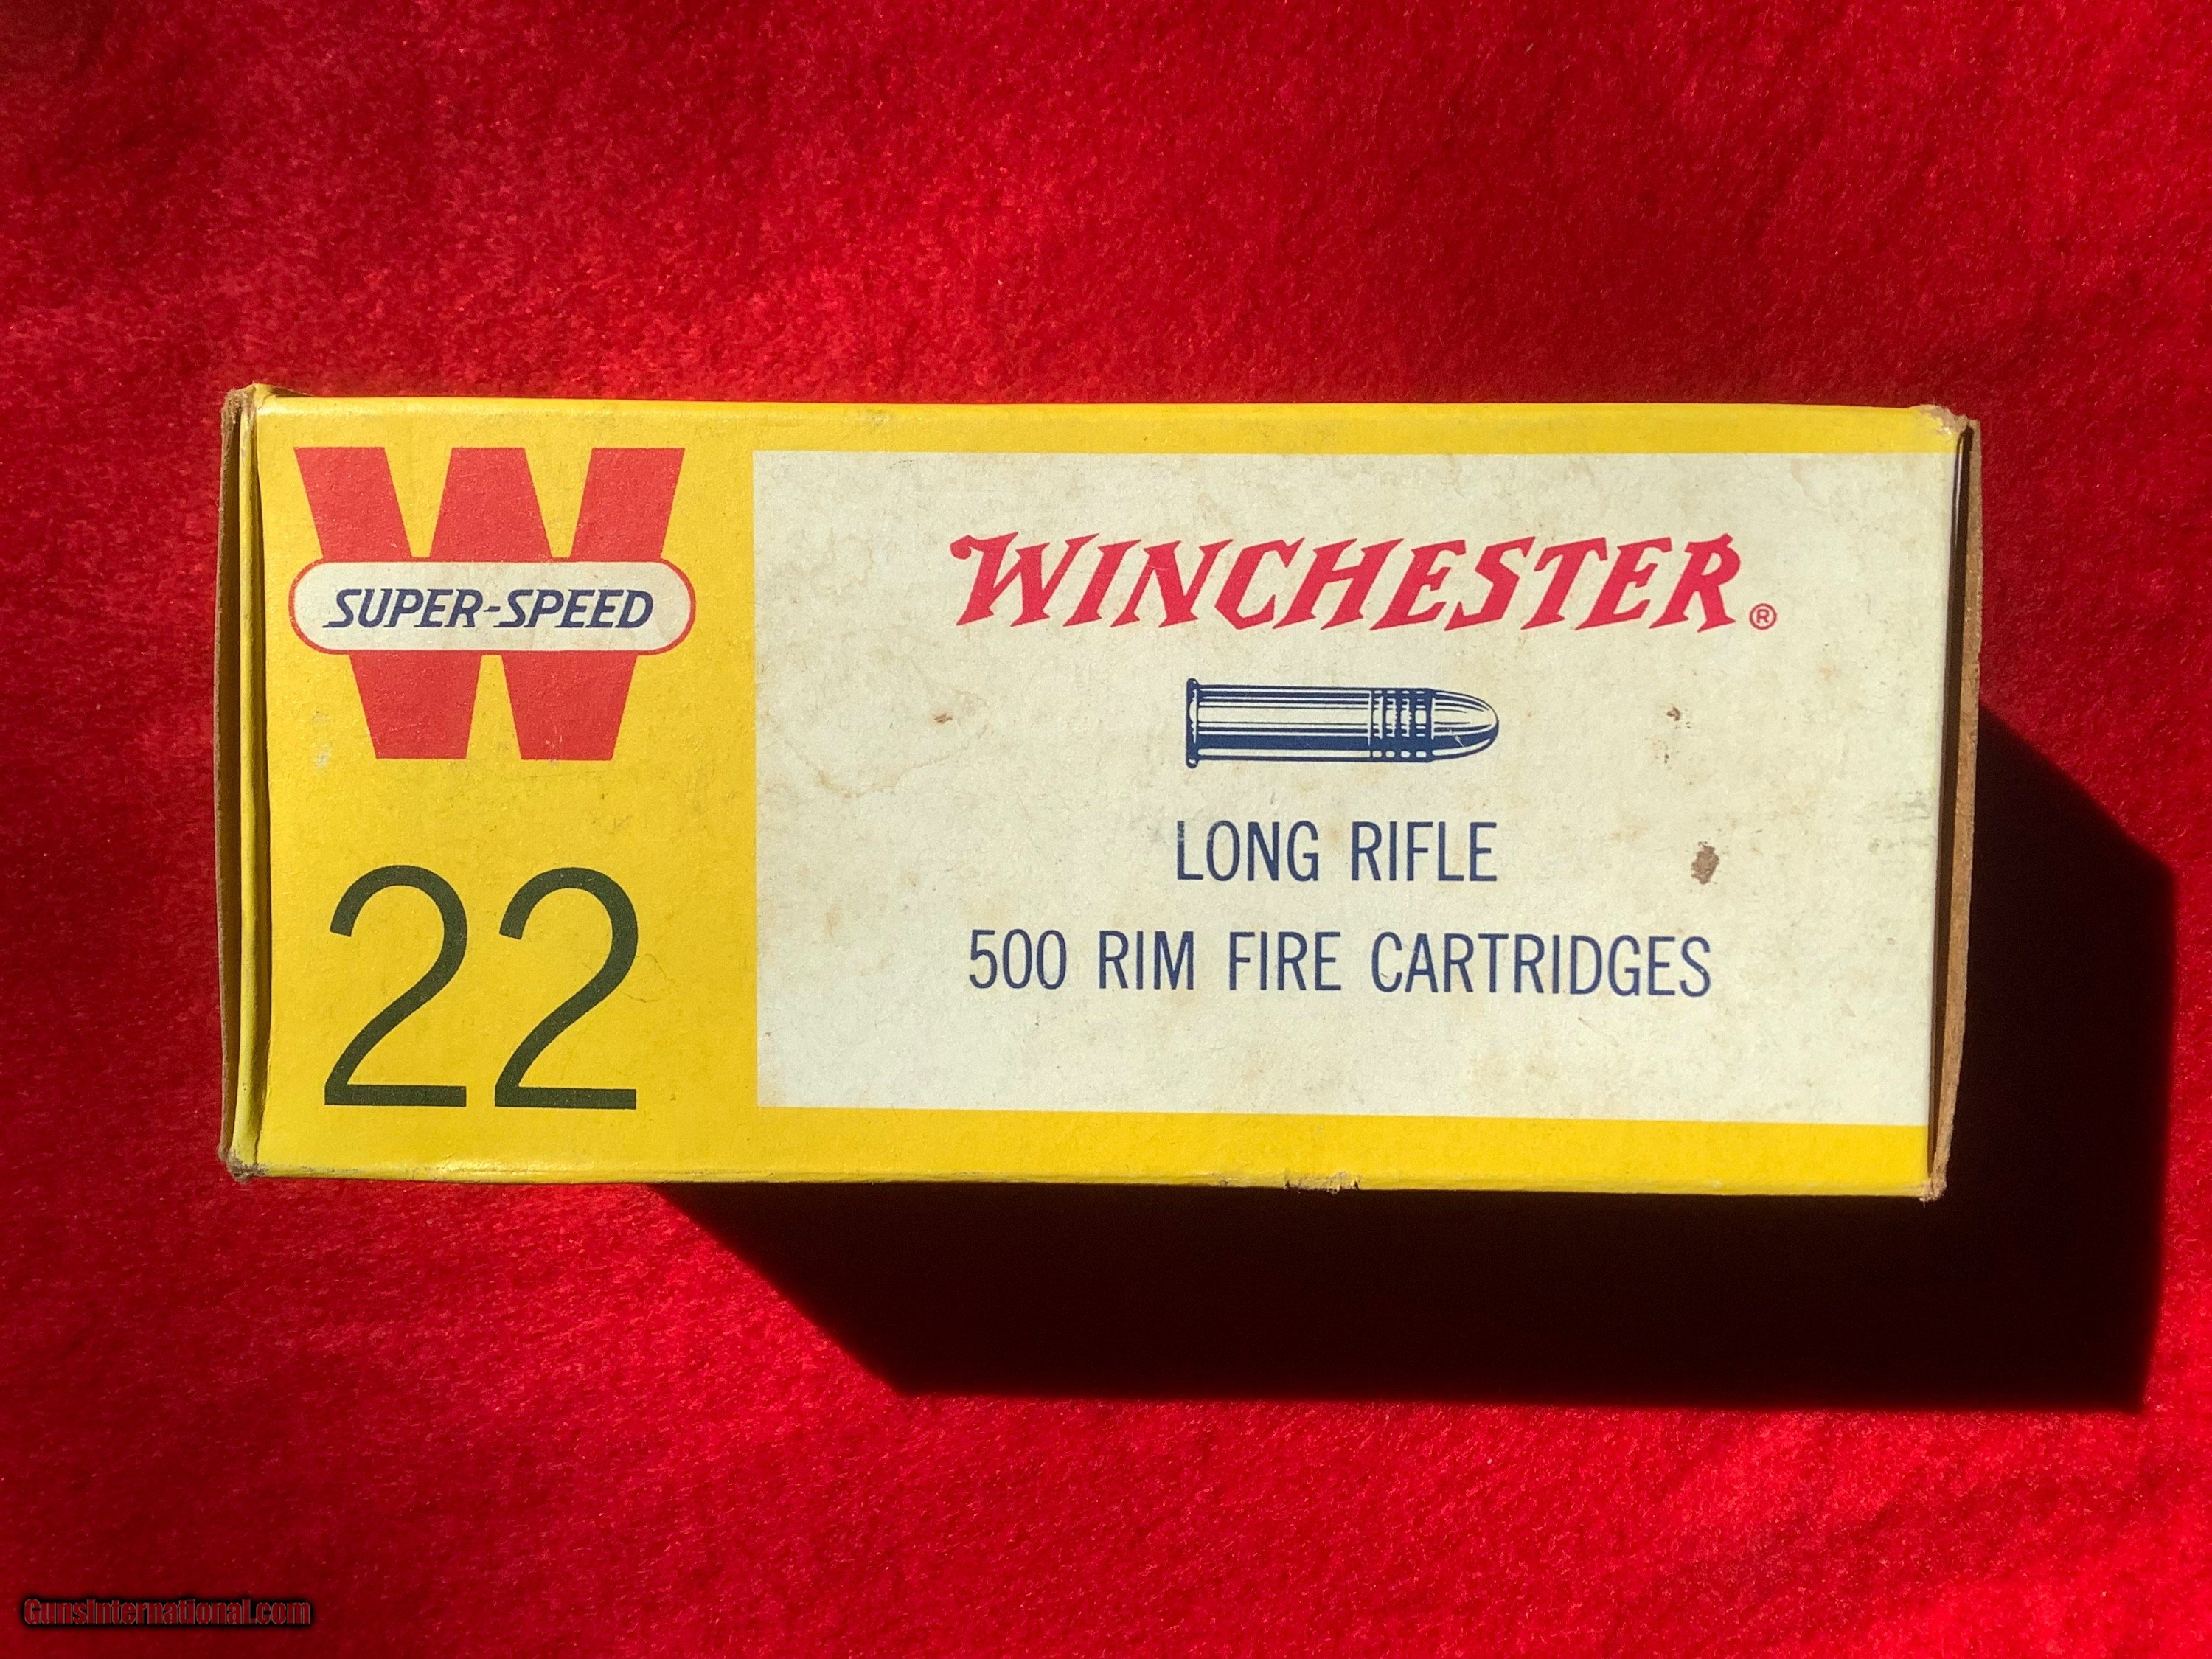 W
SUPER-SPEED
22
WINCHESTER®
LONG RIFLE
500 RIM FIRE CARTRIDGES
GunsInternational.com